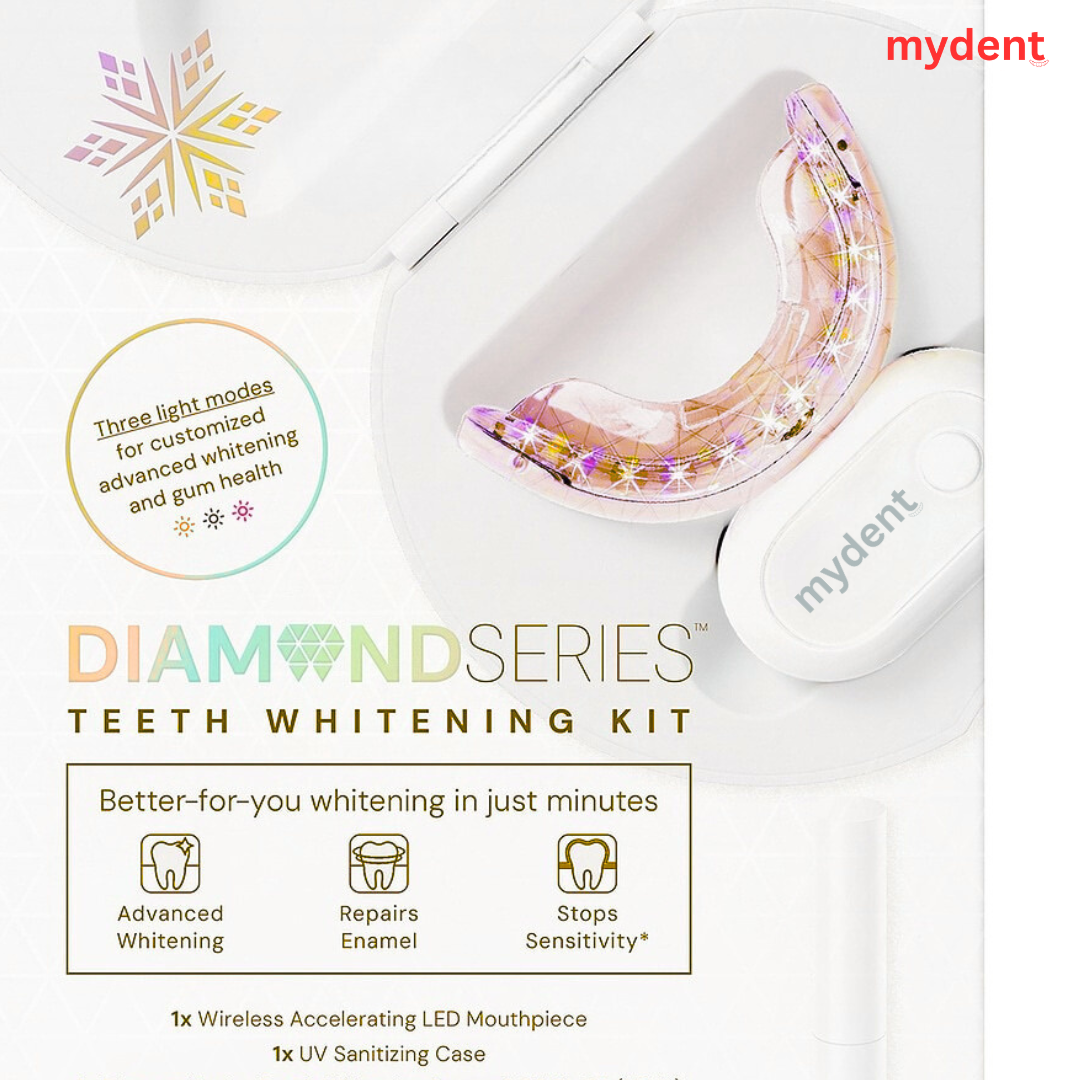 mydent
Three light modes
for customized
advanced whitening
and gum health
mydent
DIAMONDSERIES™
TEETH WHITENING KIT
Better-for-you whitening in just minutes
Advanced
Whitening
Repairs
Enamel
Stops
Sensitivity*
1x Wireless Accelerating LED Mouthpiece
1x UV Sanitizing Case